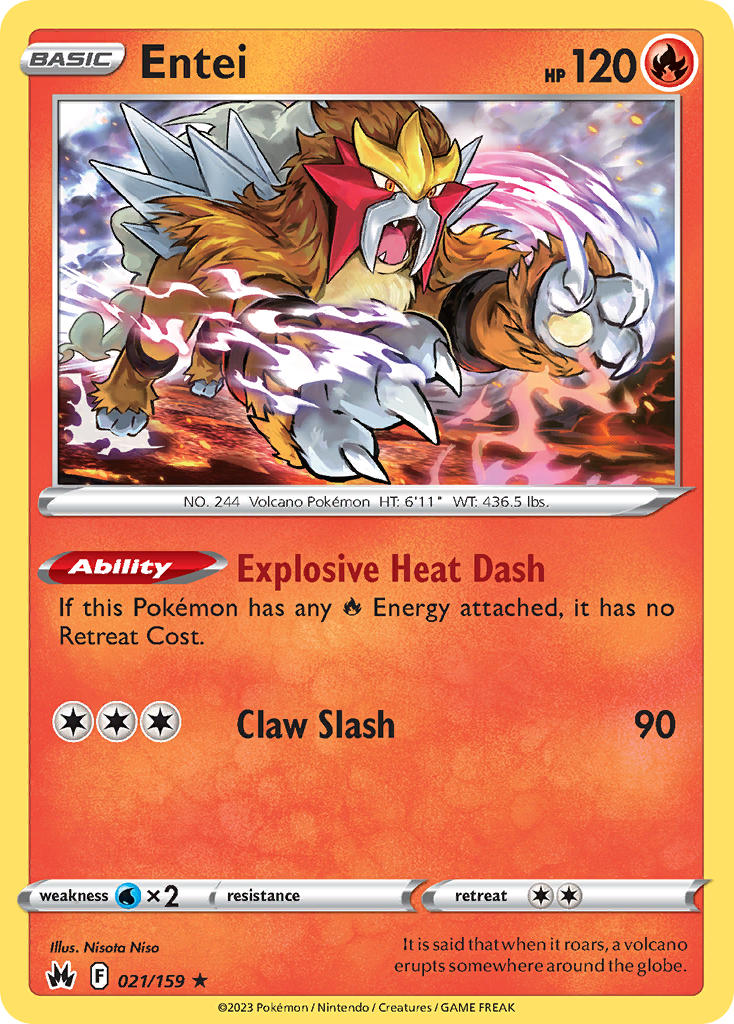 BASIC Entei HP 120
NO. 244 Volcano Pokémon HT: 6'11" WT: 436.5 lbs.
Ability Explosive Heat Dash
If this Pokémon has any Energy attached, it has no
Retreat Cost.
Claw Slash 90
weakness ×2 resistance retreat
Illus. Nisota Niso
It is said that when it roars, a volcano
erupts somewhere around the globe.
F 021/159 ★
©2023 Pokémon / Nintendo / Creatures / GAME FREAK